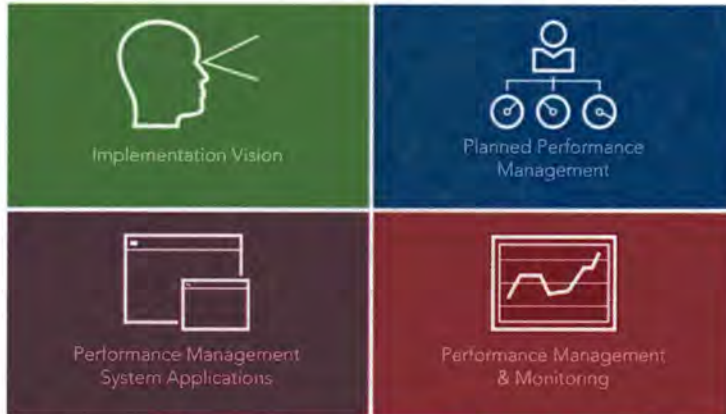 Implementation Vision
Planned Performance
Management
Performance Management
System Applications
Performance Management
& Monitoring